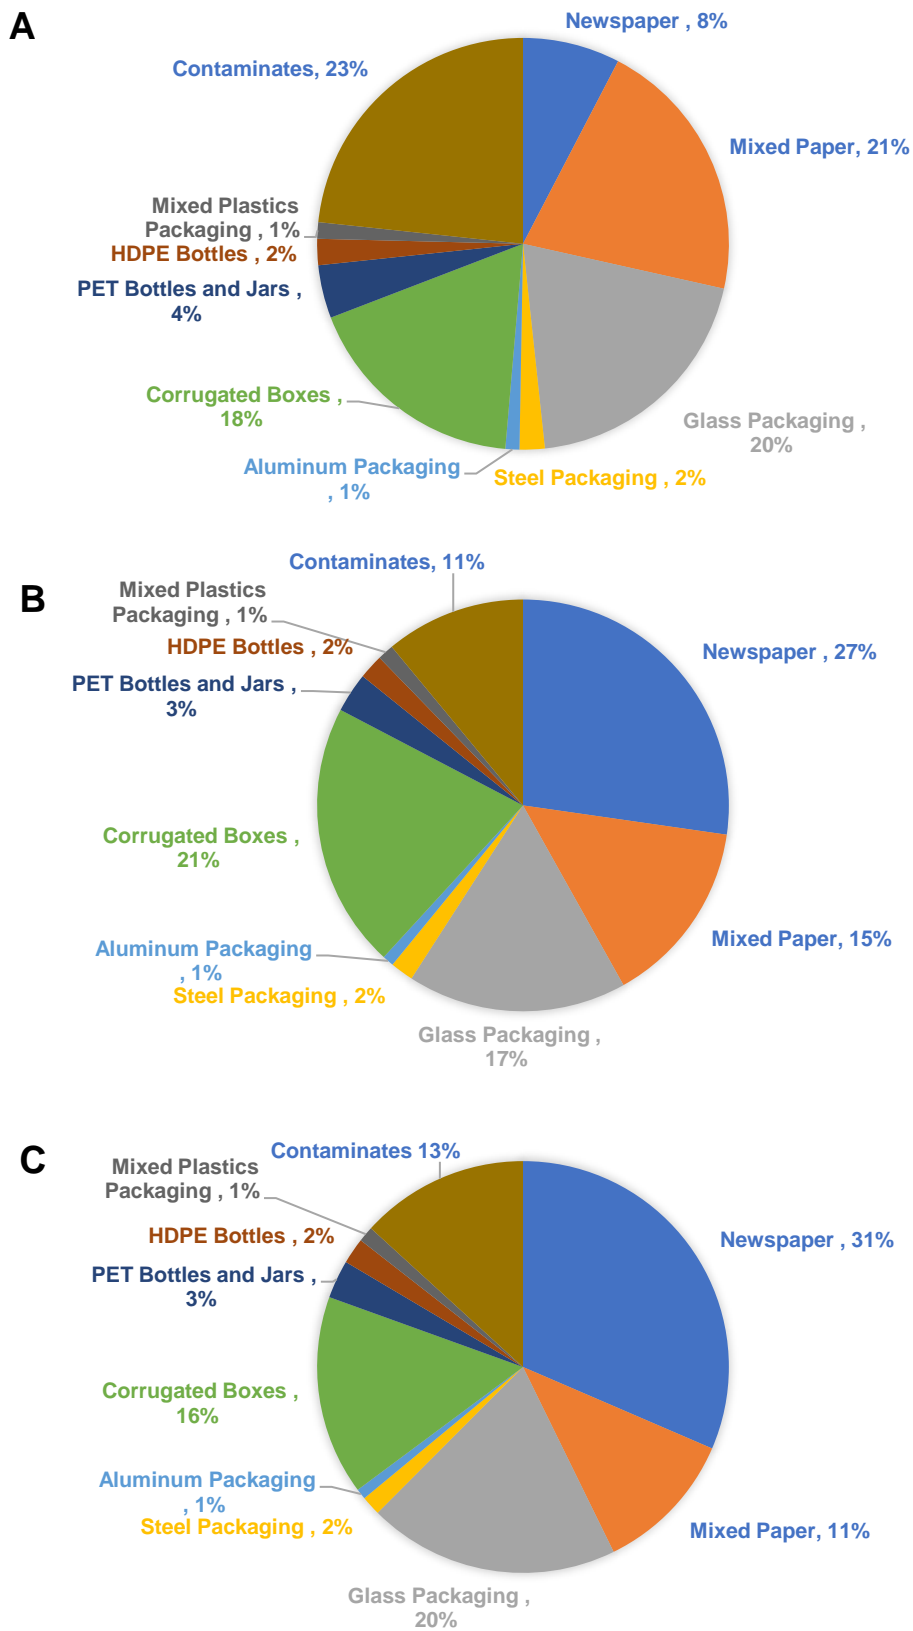 A
Newspaper , 8%
Contaminates, 23%
Mixed Paper, 21%
Mixed Plastics
Packaging , 1%
HDPE Bottles , 2%
PET Bottles and Jars ,
4%
Corrugated Boxes ,
18%
Glass Packaging ,
20%
Aluminum Packaging
, 1%
Steel Packaging , 2%
B
Contaminates, 11%
Mixed Plastics
Packaging , 1%
HDPE Bottles , 2%
Newspaper , 27%
PET Bottles and Jars ,
3%
Corrugated Boxes ,
21%
Mixed Paper, 15%
Aluminum Packaging
, 1%
Steel Packaging , 2%
Glass Packaging ,
17%
C
Contaminates 13%
Mixed Plastics
Packaging , 1%
HDPE Bottles , 2%
Newspaper , 31%
PET Bottles and Jars ,
3%
Corrugated Boxes ,
16%
Aluminum Packaging
, 1%
Steel Packaging , 2%
Mixed Paper, 11%
Glass Packaging ,
20%